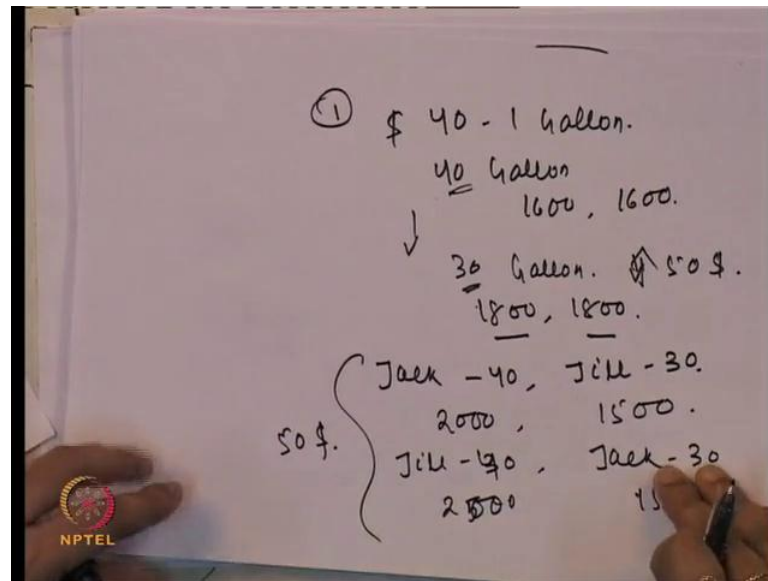 ① $ 40 - 1 Gallon.
40 Gallon
1600, 1600.
↓
30 Gallon. 50 $.
1800, 1800.
Jack - 40, Jill - 30.
2000, 1500.
50 $.
Jill - 40, Jack - 30
2000 15
NPTEL